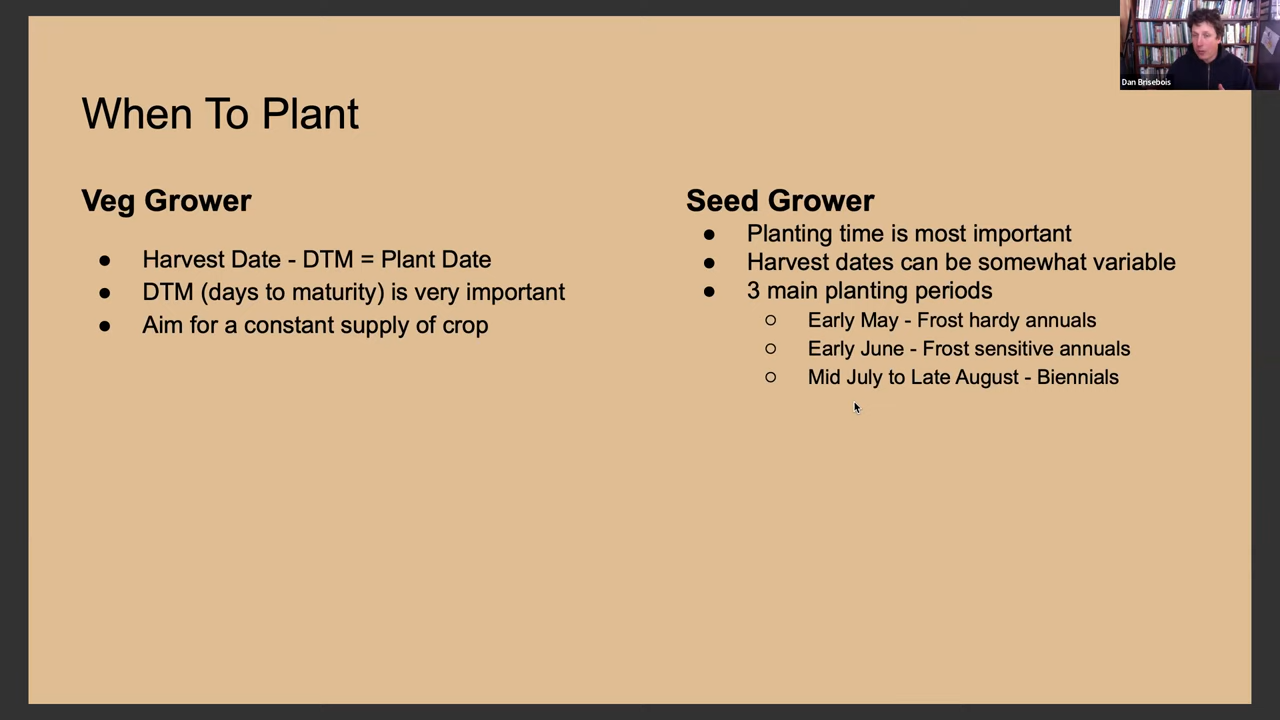 Dan Brisebois
When To Plant
Veg Grower
● Harvest Date - DTM = Plant Date
● DTM (days to maturity) is very important
● Aim for a constant supply of crop
Seed Grower
● Planting time is most important
● Harvest dates can be somewhat variable
● 3 main planting periods
○ Early May - Frost hardy annuals
○ Early June - Frost sensitive annuals
○ Mid July to Late August - Biennials